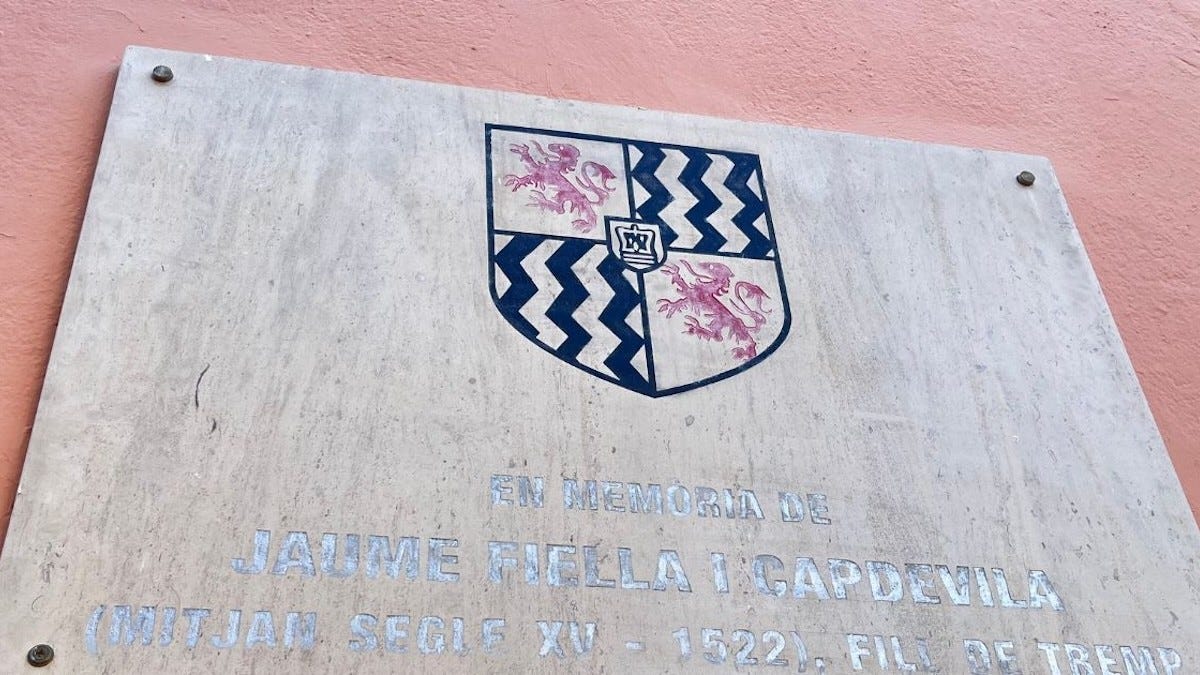 EN MEMÒRIA DE
JAUME FIELLA I CAPDEVILA
(MITJAN SEGLE XV - 1522). FILL DE TREMP